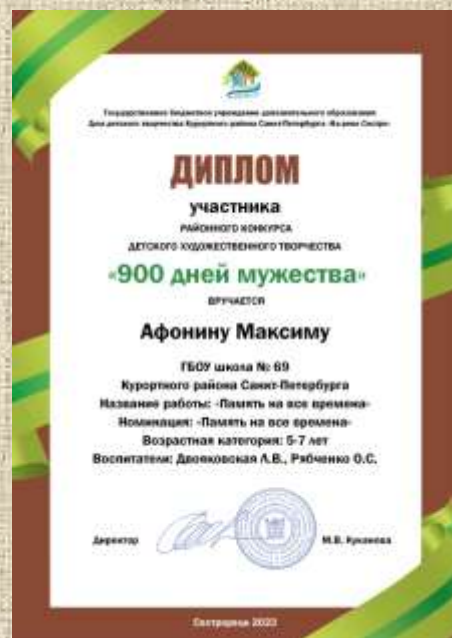 Государственное бюджетное учреждение дополнительного образования
Дом детского творчества Курортного района Санкт-Петербурга «На реке Сестре»
ДИПЛОМ
участника
РАЙОННОГО КОНКУРСА
ДЕТСКОГО ХУДОЖЕСТВЕННОГО ТВОРЧЕСТВА
«900 дней мужества»
ВРУЧАЕТСЯ
Афонину Максиму
ГБОУ школа № 69
Курортного района Санкт-Петербурга
Название работы: «Память на все времена»
Номинация: «Память на все времена»
Возрастная категория: 5-7 лет
Воспитатели: Двояковская Л.В., Рябченко О.С.
Директор
М.В. Куканова
Сестрорецк 2023